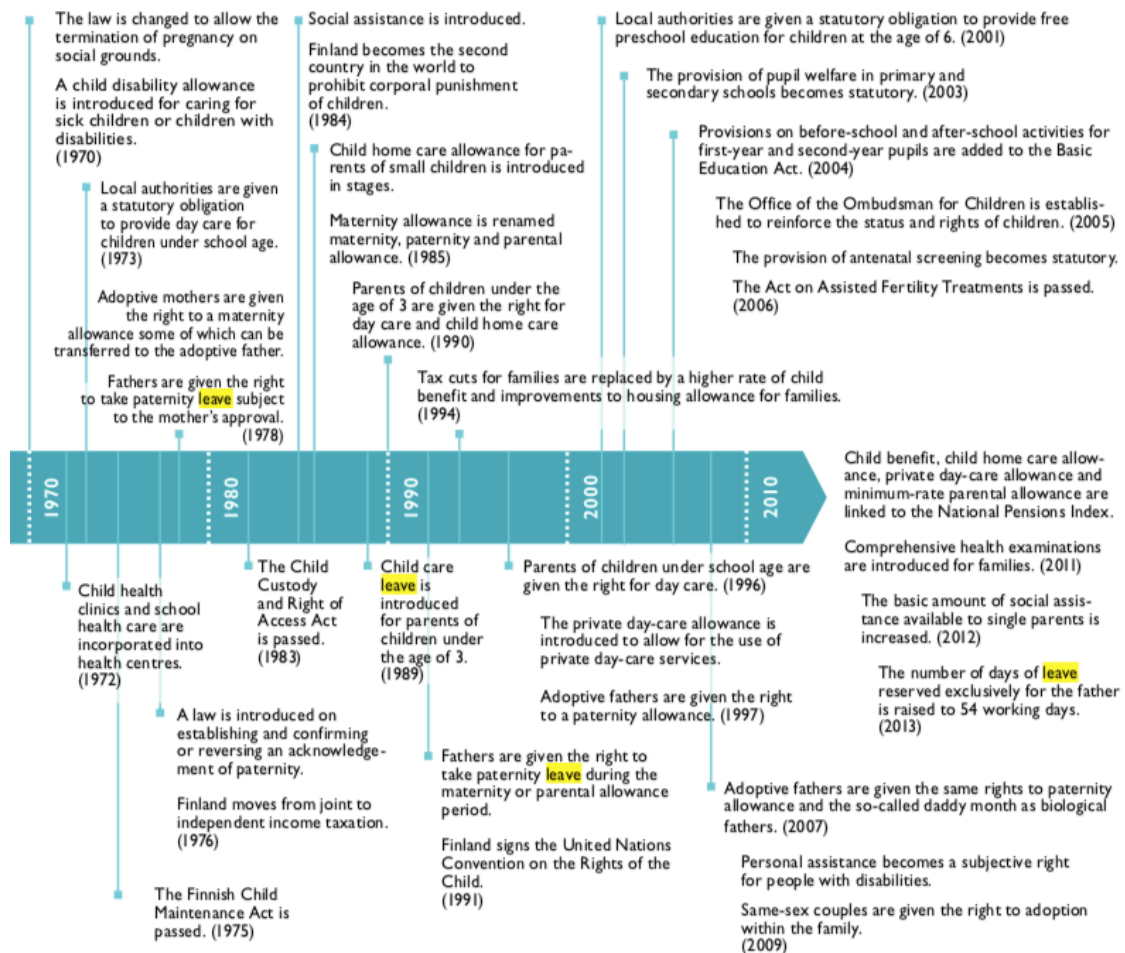 The law is changed to allow the
termination of pregnancy on
social grounds.
A child disability allowance
is introduced for caring for
sick children or children with
disabilities.
(1970)
Local authorities are given
a statutory obligation
to provide day care for
children under school age.
(1973)
Adoptive mothers are given
the right to a maternity
allowance some of which can be
transferred to the adoptive father.
Fathers are given the right
to take paternity leave subject
to the mother's approval.
(1978)
Social assistance is introduced.
Finland becomes the second
country in the world to
prohibit corporal punishment
of children.
(1984)
Child home care allowance for pa-
rents of small children is introduced
in stages.
Maternity allowance is renamed
maternity, paternity and parental
allowance. (1985)
Parents of children under the
age of 3 are given the right for
day care and child home care
allowance. (1990)
Tax cuts for families are replaced by a higher rate of child
benefit and improvements to housing allowance for families.
(1994)
Local authorities are given a statutory obligation to provide free
preschool education for children at the age of 6. (2001)
The provision of pupil welfare in primary and
secondary schools becomes statutory. (2003)
Provisions on before-school and after-school activities for
first-year and second-year pupils are added to the Basic
Education Act. (2004)
The Office of the Ombudsman for Children is establis-
hed to reinforce the status and rights of children. (2005)
The provision of antenatal screening becomes statutory.
The Act on Assisted Fertility Treatments is passed.
(2006)
1970
1980
1990
2000
2010
Child benefit, child home care allow-
ance, private day-care allowance and
minimum-rate parental allowance are
linked to the National Pensions Index.
Comprehensive health examinations
are introduced for families. (2011)
The basic amount of social assis-
tance available to single parents is
increased. (2012)
The number of days of leave
reserved exclusively for the father
is raised to 54 working days.
(2013)
Child health
clinics and school
health care are
incorporated into
health centres.
(1972)
The Finnish Child
Maintenance Act is
passed. (1975)
A law is introduced on
establishing and confirming
or reversing an acknowledge-
ment of paternity.
Finland moves from joint to
independent income taxation.
(1976)
The Child
Custody
and Right of
Access Act
is passed.
(1983)
Child care
leave is
introduced
for parents of
children under
the age of 3.
(1989)
Fathers are given the right to
take paternity leave during the
maternity or parental allowance
period.
Finland signs the United Nations
Convention on the Rights of the
Child.
(1991)
Parents of children under school age are
given the right for day care. (1996)
The private day-care allowance is
introduced to allow for the use of
private day-care services.
Adoptive fathers are given the right
to a paternity allowance. (1997)
Adoptive fathers are given the same rights to paternity
allowance and the so-called daddy month as biological
fathers. (2007)
Personal assistance becomes a subjective right
for people with disabilities.
Same-sex couples are given the right to adoption
within the family.
(2009)